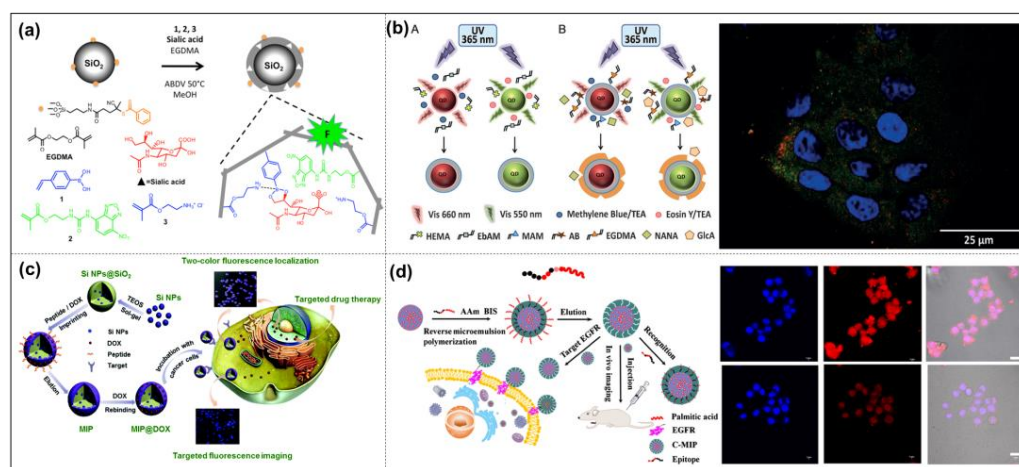 (a)
1, 2, 3
Sialic acid
EGDMA
SiO2
SiO2
ABDV 50°C
MeOH
EGDMA
1
▲=Sialic acid
2
3
F
(b)
A
UV
365 nm
B
UV
365 nm
QD
QD
QD
QD
QD
QD
QD
QD
Vis 660 nm
Vis 550 nm
Methylene Blue/TEA
Eosin Y/TEA
HEMA
EbAM
MAM
AB
EGDMA
NANA
GlcA
25 µm
(c)
Si NPs@SiO2
Two-color fluorescence localization
Targeted drug therapy
TEOS
Sol-gel
Si NPs
Peptide / DOX
Imprinting
Si NPs
DOX
Peptide
Target
Incubation with
cancer cells
Elution
DOX
Rebinding
MIP
MIP@DOX
Targeted fluorescence imaging
(d)
AAm BIS
Reverse microemulsion
polymerization
Elution
Target EGFR
In vivo imaging
Injection
Recognition
Palmitic acid
EGFR
C-MIP
Epitope